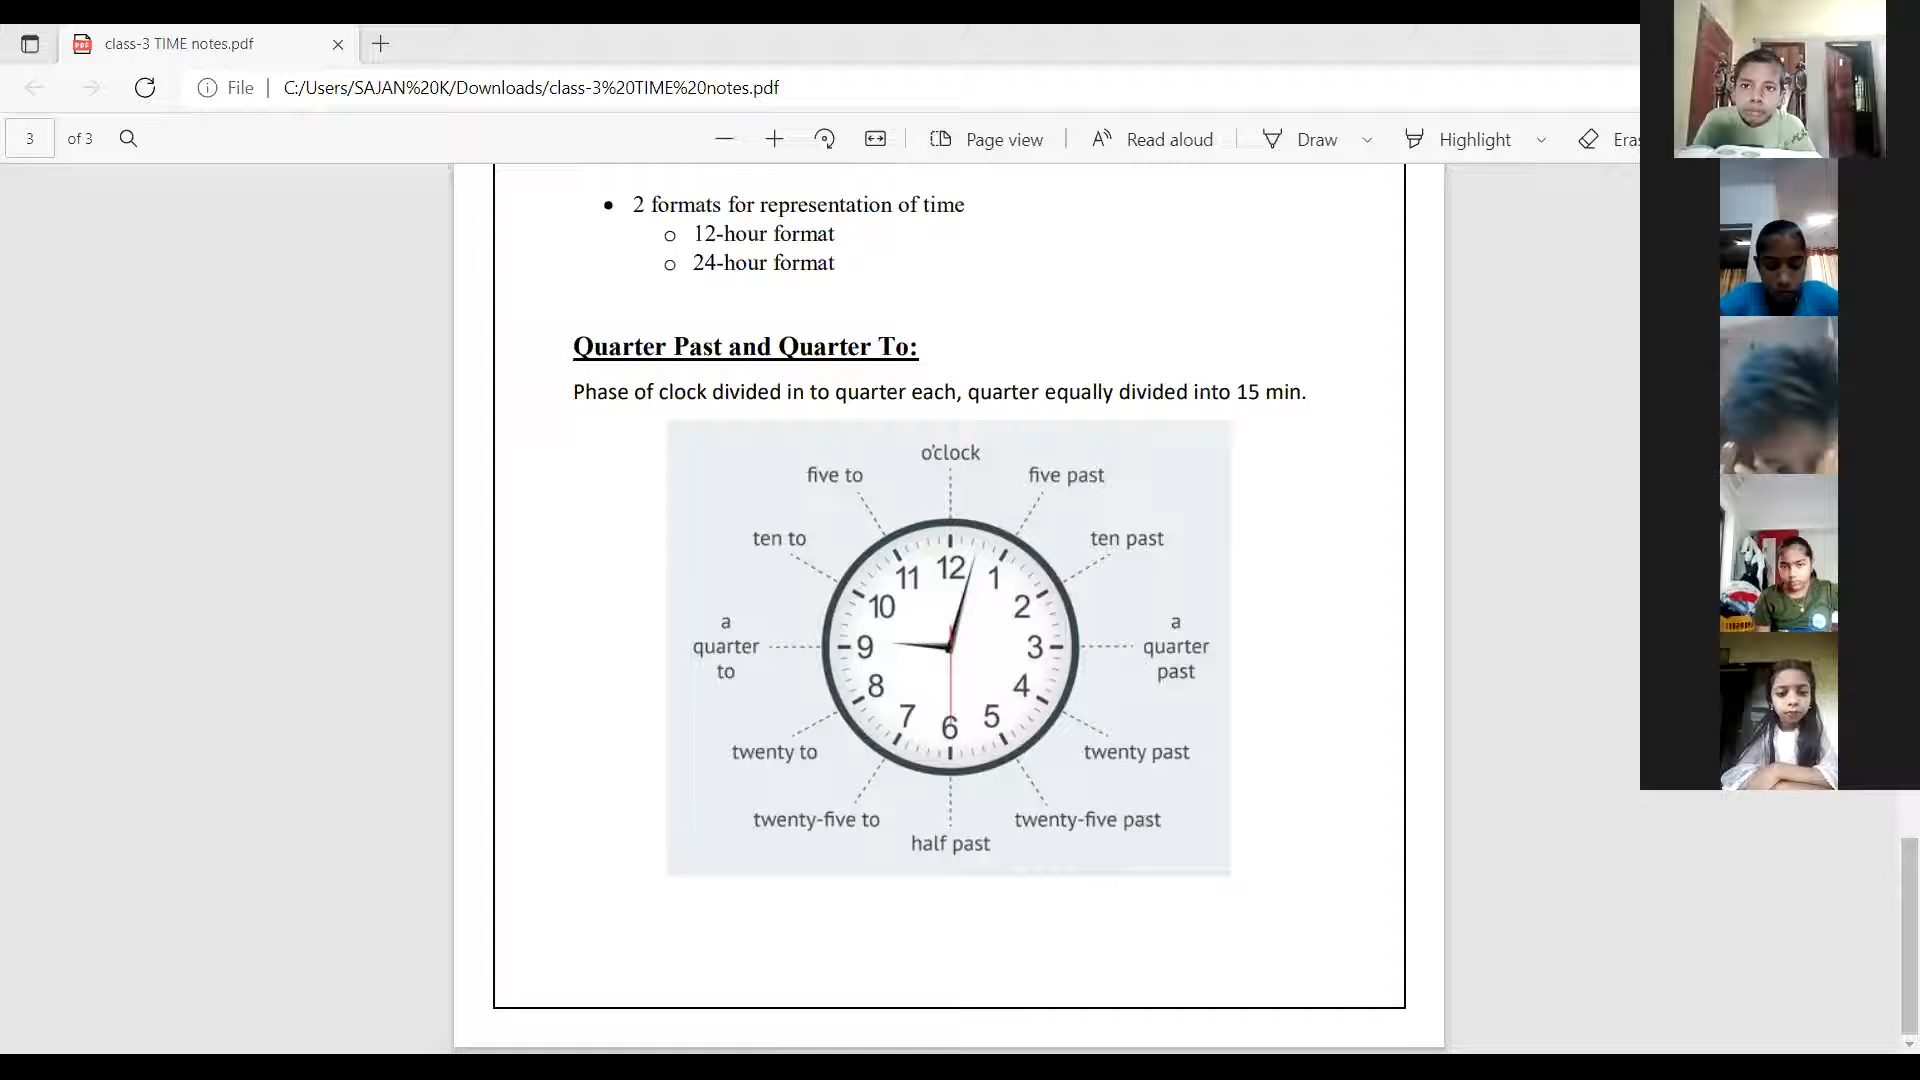 class-3 TIME notes.pdf
File
C:/Users/SAJAN%20K/Downloads/class-3%20TIME%20notes.pdf
3 of 3
Page view
Read aloud
Draw
Highlight
Eras
• 2 formats for representation of time
o 12-hour format
o 24-hour format
Quarter Past and Quarter To:
Phase of clock divided in to quarter each, quarter equally divided into 15 min.
o'clock
five to
five past
ten to
ten past
a quarter to
a quarter past
twenty to
twenty past
twenty-five to
twenty-five past
half past
12
1
2
3
4
5
6
7
8
9
10
11